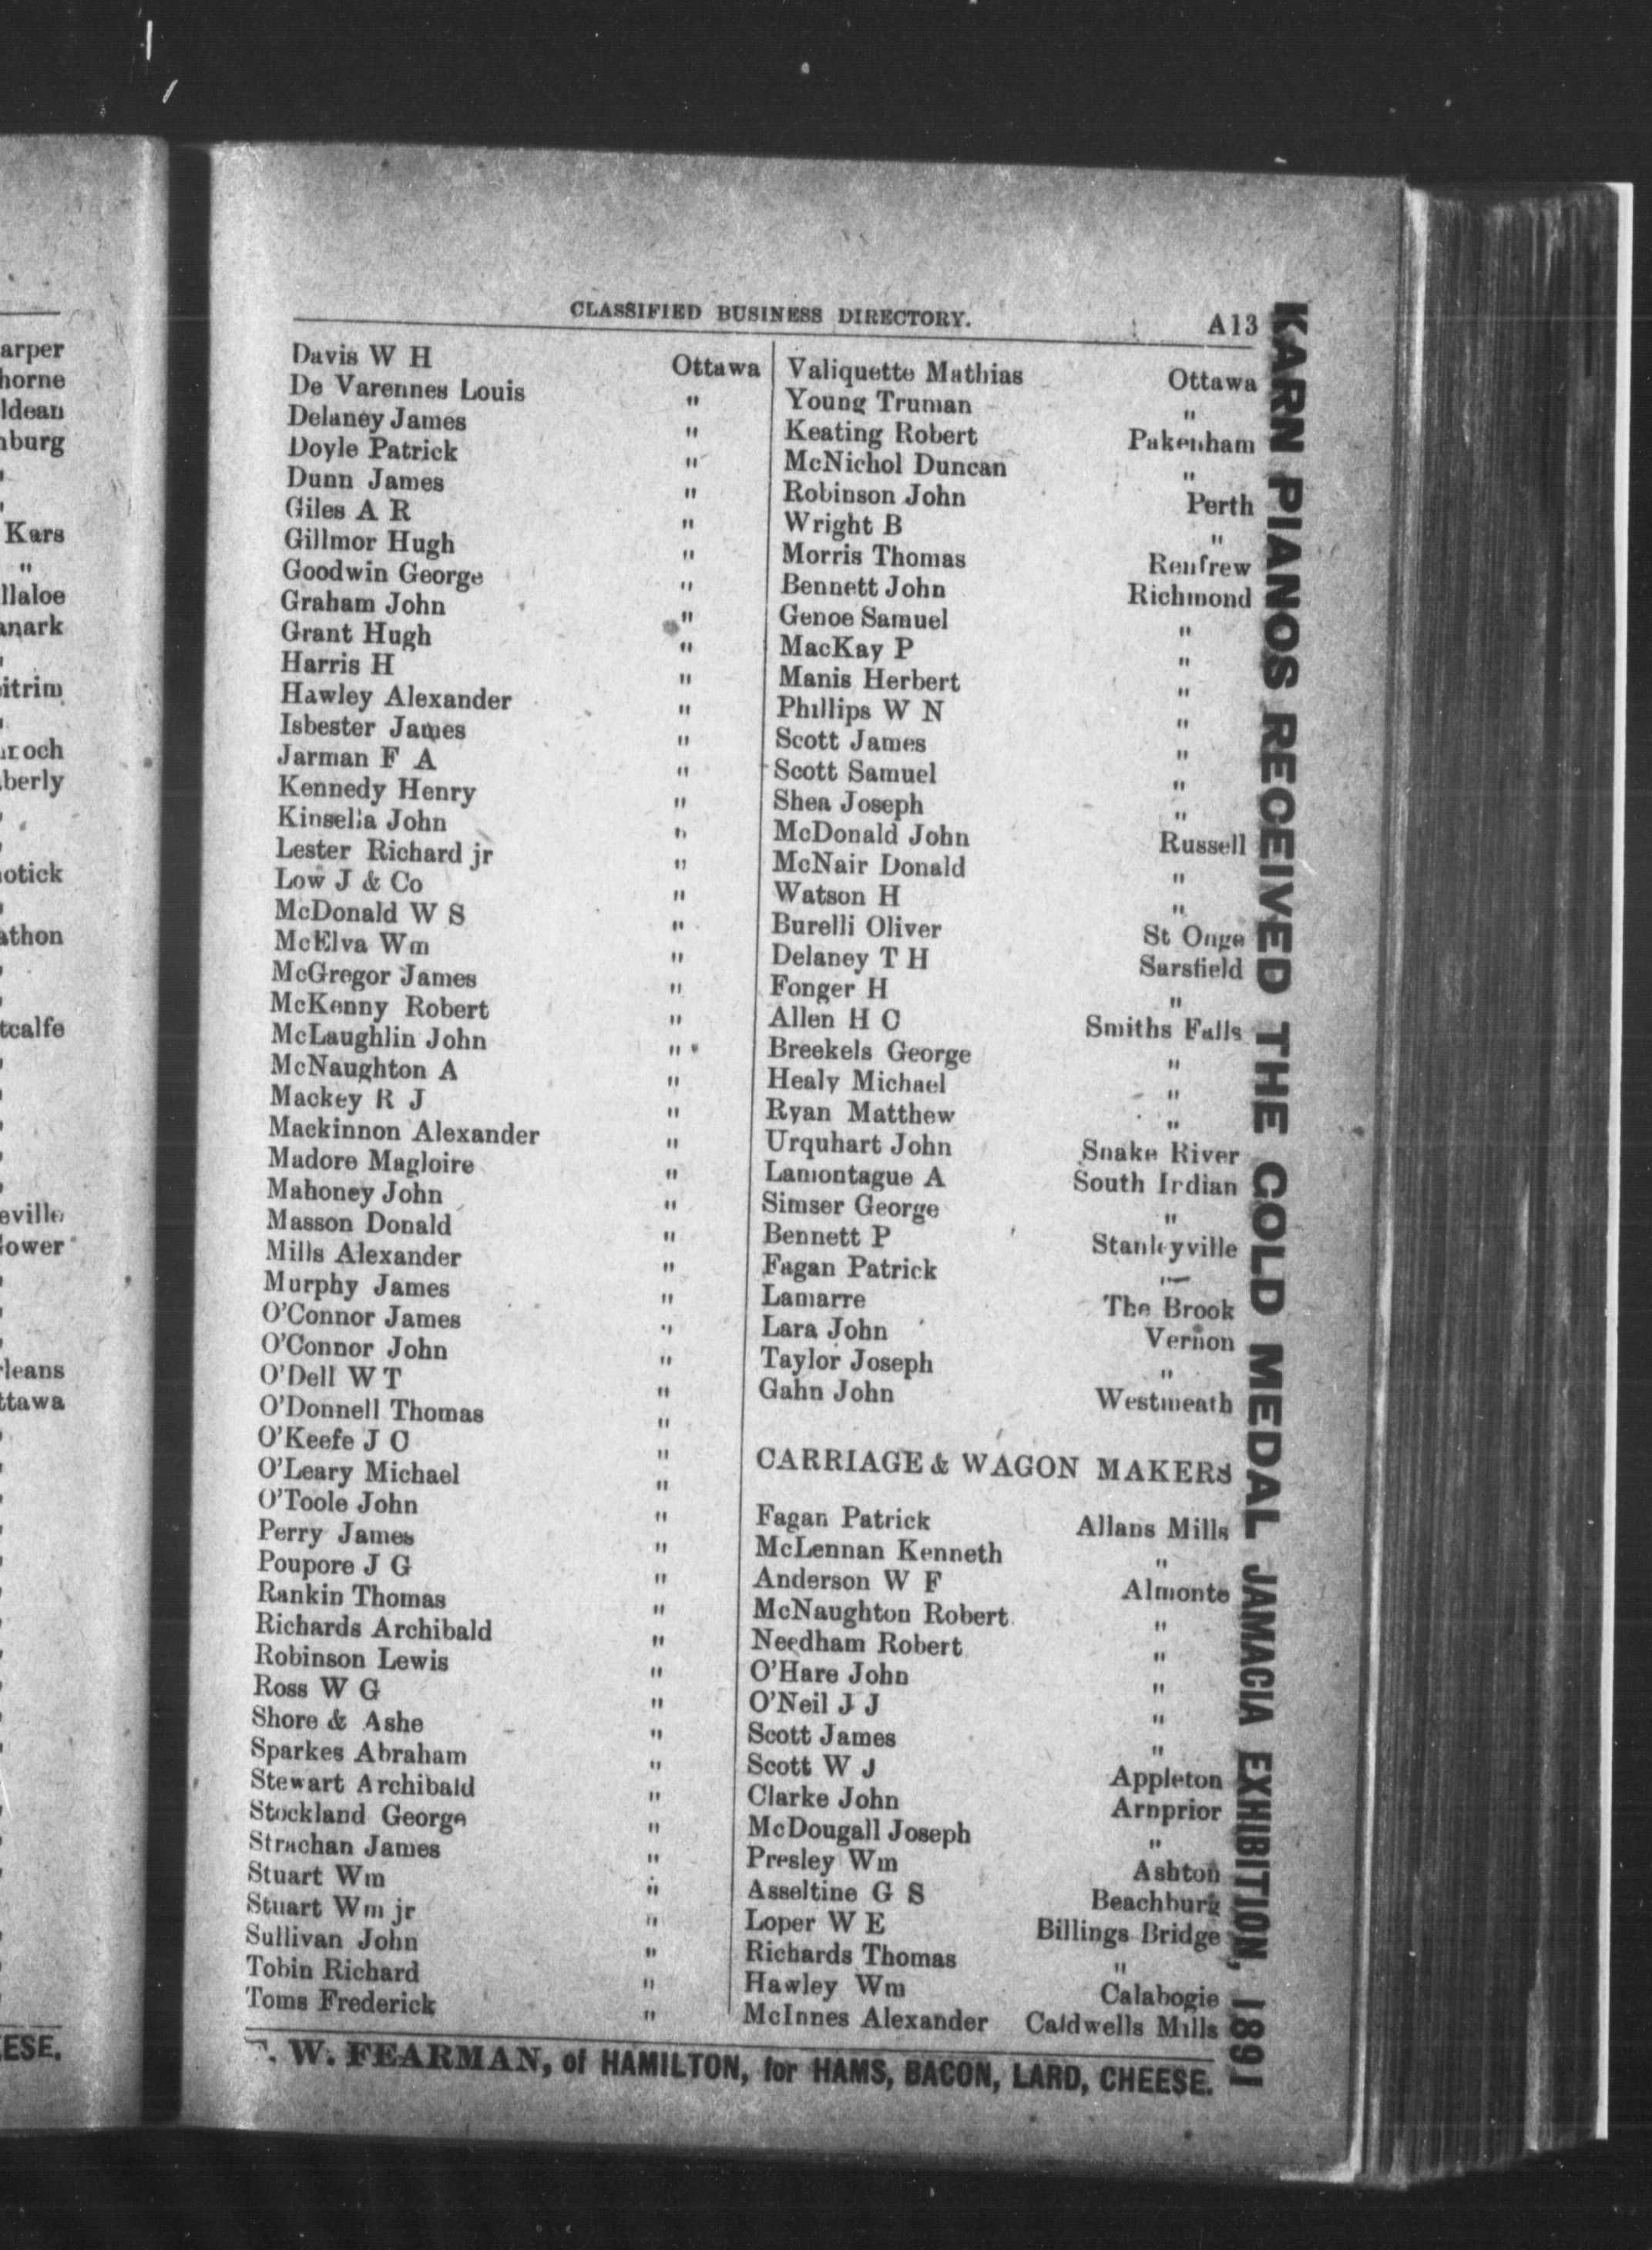 CLASSIFIED BUSINESS DIRECTORY. A13
Davis W H Ottawa
De Varennes Louis "
Delaney James "
Doyle Patrick "
Dunn James "
Giles A R "
Gillmor Hugh "
Goodwin George "
Graham John "
Grant Hugh "
Harris H "
Hawley Alexander "
Isbester James "
Jarman F A "
Kennedy Henry "
Kinsella John "
Lester Richard jr "
Low J & Co "
McDonald W S "
McElva Wm "
McGregor James "
McKenny Robert "
McLaughlin John "
McNaughton A "
Mackey R J "
Mackinnon Alexander "
Madore Magloire "
Mahoney John "
Masson Donald "
Mills Alexander "
Murphy James "
O'Connor James "
O'Connor John "
O'Dell W T "
O'Donnell Thomas "
O'Keefe J C "
O'Leary Michael "
O'Toole John "
Perry James "
Poupore J G "
Rankin Thomas "
Richards Archibald "
Robinson Lewis "
Ross W G "
Shore & Ashe "
Sparkes Abraham "
Stewart Archibald "
Stockland George "
Strachan James "
Stuart Wm "
Stuart Wm jr "
Sullivan John "
Tobin Richard "
Toms Frederick "
Valiquette Mathias Ottawa
Young Truman "
Keating Robert Pakenham
McNichol Duncan "
Robinson John Perth
Wright B "
Morris Thomas Renfrew
Bennett John Richmond
Genoe Samuel "
MacKay P "
Manis Herbert "
Phillips W N "
Scott James "
Scott Samuel "
Shea Joseph "
McDonald John Russell
McNair Donald "
Watson H "
Burelli Oliver St Onge
Delaney T H Sarsfield
Fonger H "
Allen H C Smiths Falls
Breekels George "
Healy Michael "
Ryan Matthew "
Urquhart John Snake River
Lamontague A South Irdian
Simser George "
Bennett P Stanleyville
Fagan Patrick "
Lamarre The Brook
Lara John Vernon
Taylor Joseph "
Gahn John Westmeath
CARRIAGE & WAGON MAKERS
Fagan Patrick Allans Mills
McLennan Kenneth "
Anderson W F Almonte
McNaughton Robert "
Needham Robert "
O'Hare John "
O'Neil J J "
Scott James "
Scott W J Appleton
Clarke John Arnprior
McDougall Joseph "
Presley Wm Ashton
Asseltine G S Beachburg
Loper W E Billings Bridge
Richards Thomas "
Hawley Wm Calabogie
McInnes Alexander Caldwells Mills
W. FEARMAN, of HAMILTON, for HAMS, BACON, LARD, CHEESE.
KARN PIANOS RECEIVED THE GOLD MEDAL JAMACIA EXHIBITION, 1891